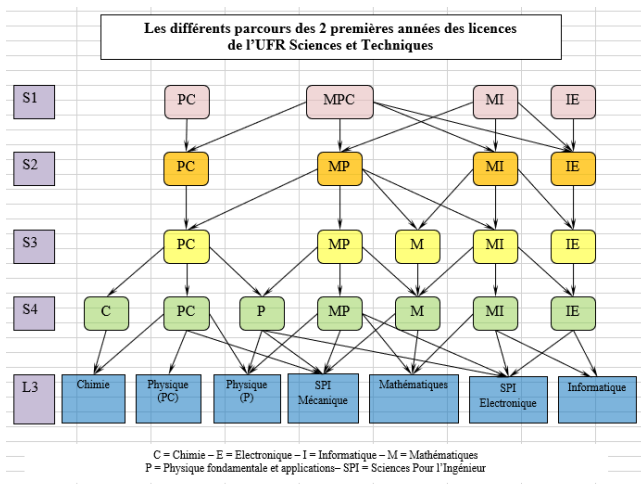 Les différents parcours des 2 premières années des licences
de l'UFR Sciences et Techniques
S1 PC MPC MI IE
S2 PC MP MI IE
S3 PC MP M MI IE
S4 C PC P MP M MI IE
L3 Chimie Physique (PC) Physique (P) SPI Mécanique Mathématiques SPI Electronique Informatique
C = Chimie – E = Electronique – I = Informatique – M = Mathématiques
P = Physique fondamentale et applications– SPI = Sciences Pour l'Ingénieur